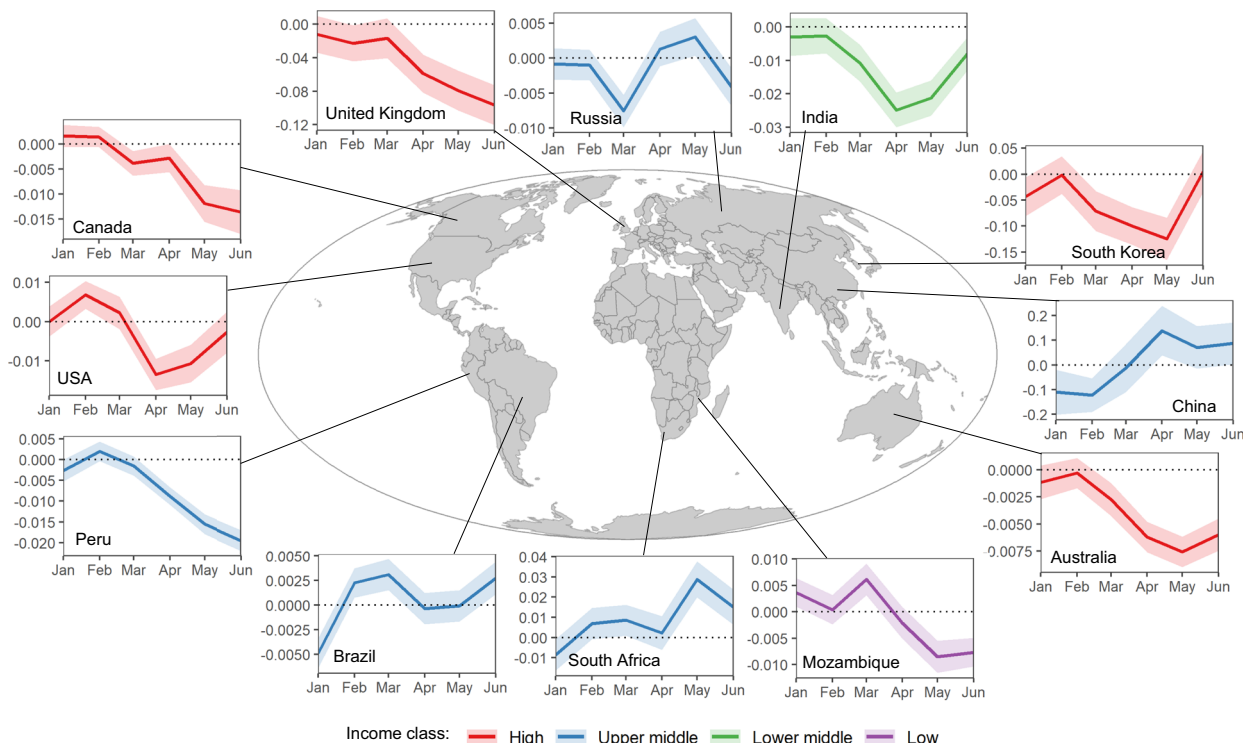 0.00
-0.04
-0.08
-0.12
United Kingdom
Jan Feb Mar Apr May Jun
0.005
0.000
-0.005
-0.010
Russia
Jan Feb Mar Apr May Jun
0.00
-0.01
-0.02
-0.03
India
Jan Feb Mar Apr May Jun
0.000
-0.005
-0.010
-0.015
Canada
Jan Feb Mar Apr May Jun
0.05
0.00
-0.05
-0.10
-0.15
South Korea
Jan Feb Mar Apr May Jun
0.01
0.00
-0.01
USA
Jan Feb Mar Apr May Jun
0.2
0.1
0.0
-0.1
-0.2
China
Jan Feb Mar Apr May Jun
0.005
0.000
-0.005
-0.010
-0.015
-0.020
Peru
Jan Feb Mar Apr May Jun
0.0000
-0.0025
-0.0050
-0.0075
Australia
Jan Feb Mar Apr May Jun
0.0050
0.0025
0.0000
-0.0025
-0.0050
Brazil
Jan Feb Mar Apr May Jun
0.04
0.03
0.02
0.01
0.00
-0.01
South Africa
Jan Feb Mar Apr May Jun
0.010
0.005
0.000
-0.005
-0.010
Mozambique
Jan Feb Mar Apr May Jun
Income class: High Upper middle Lower middle Low